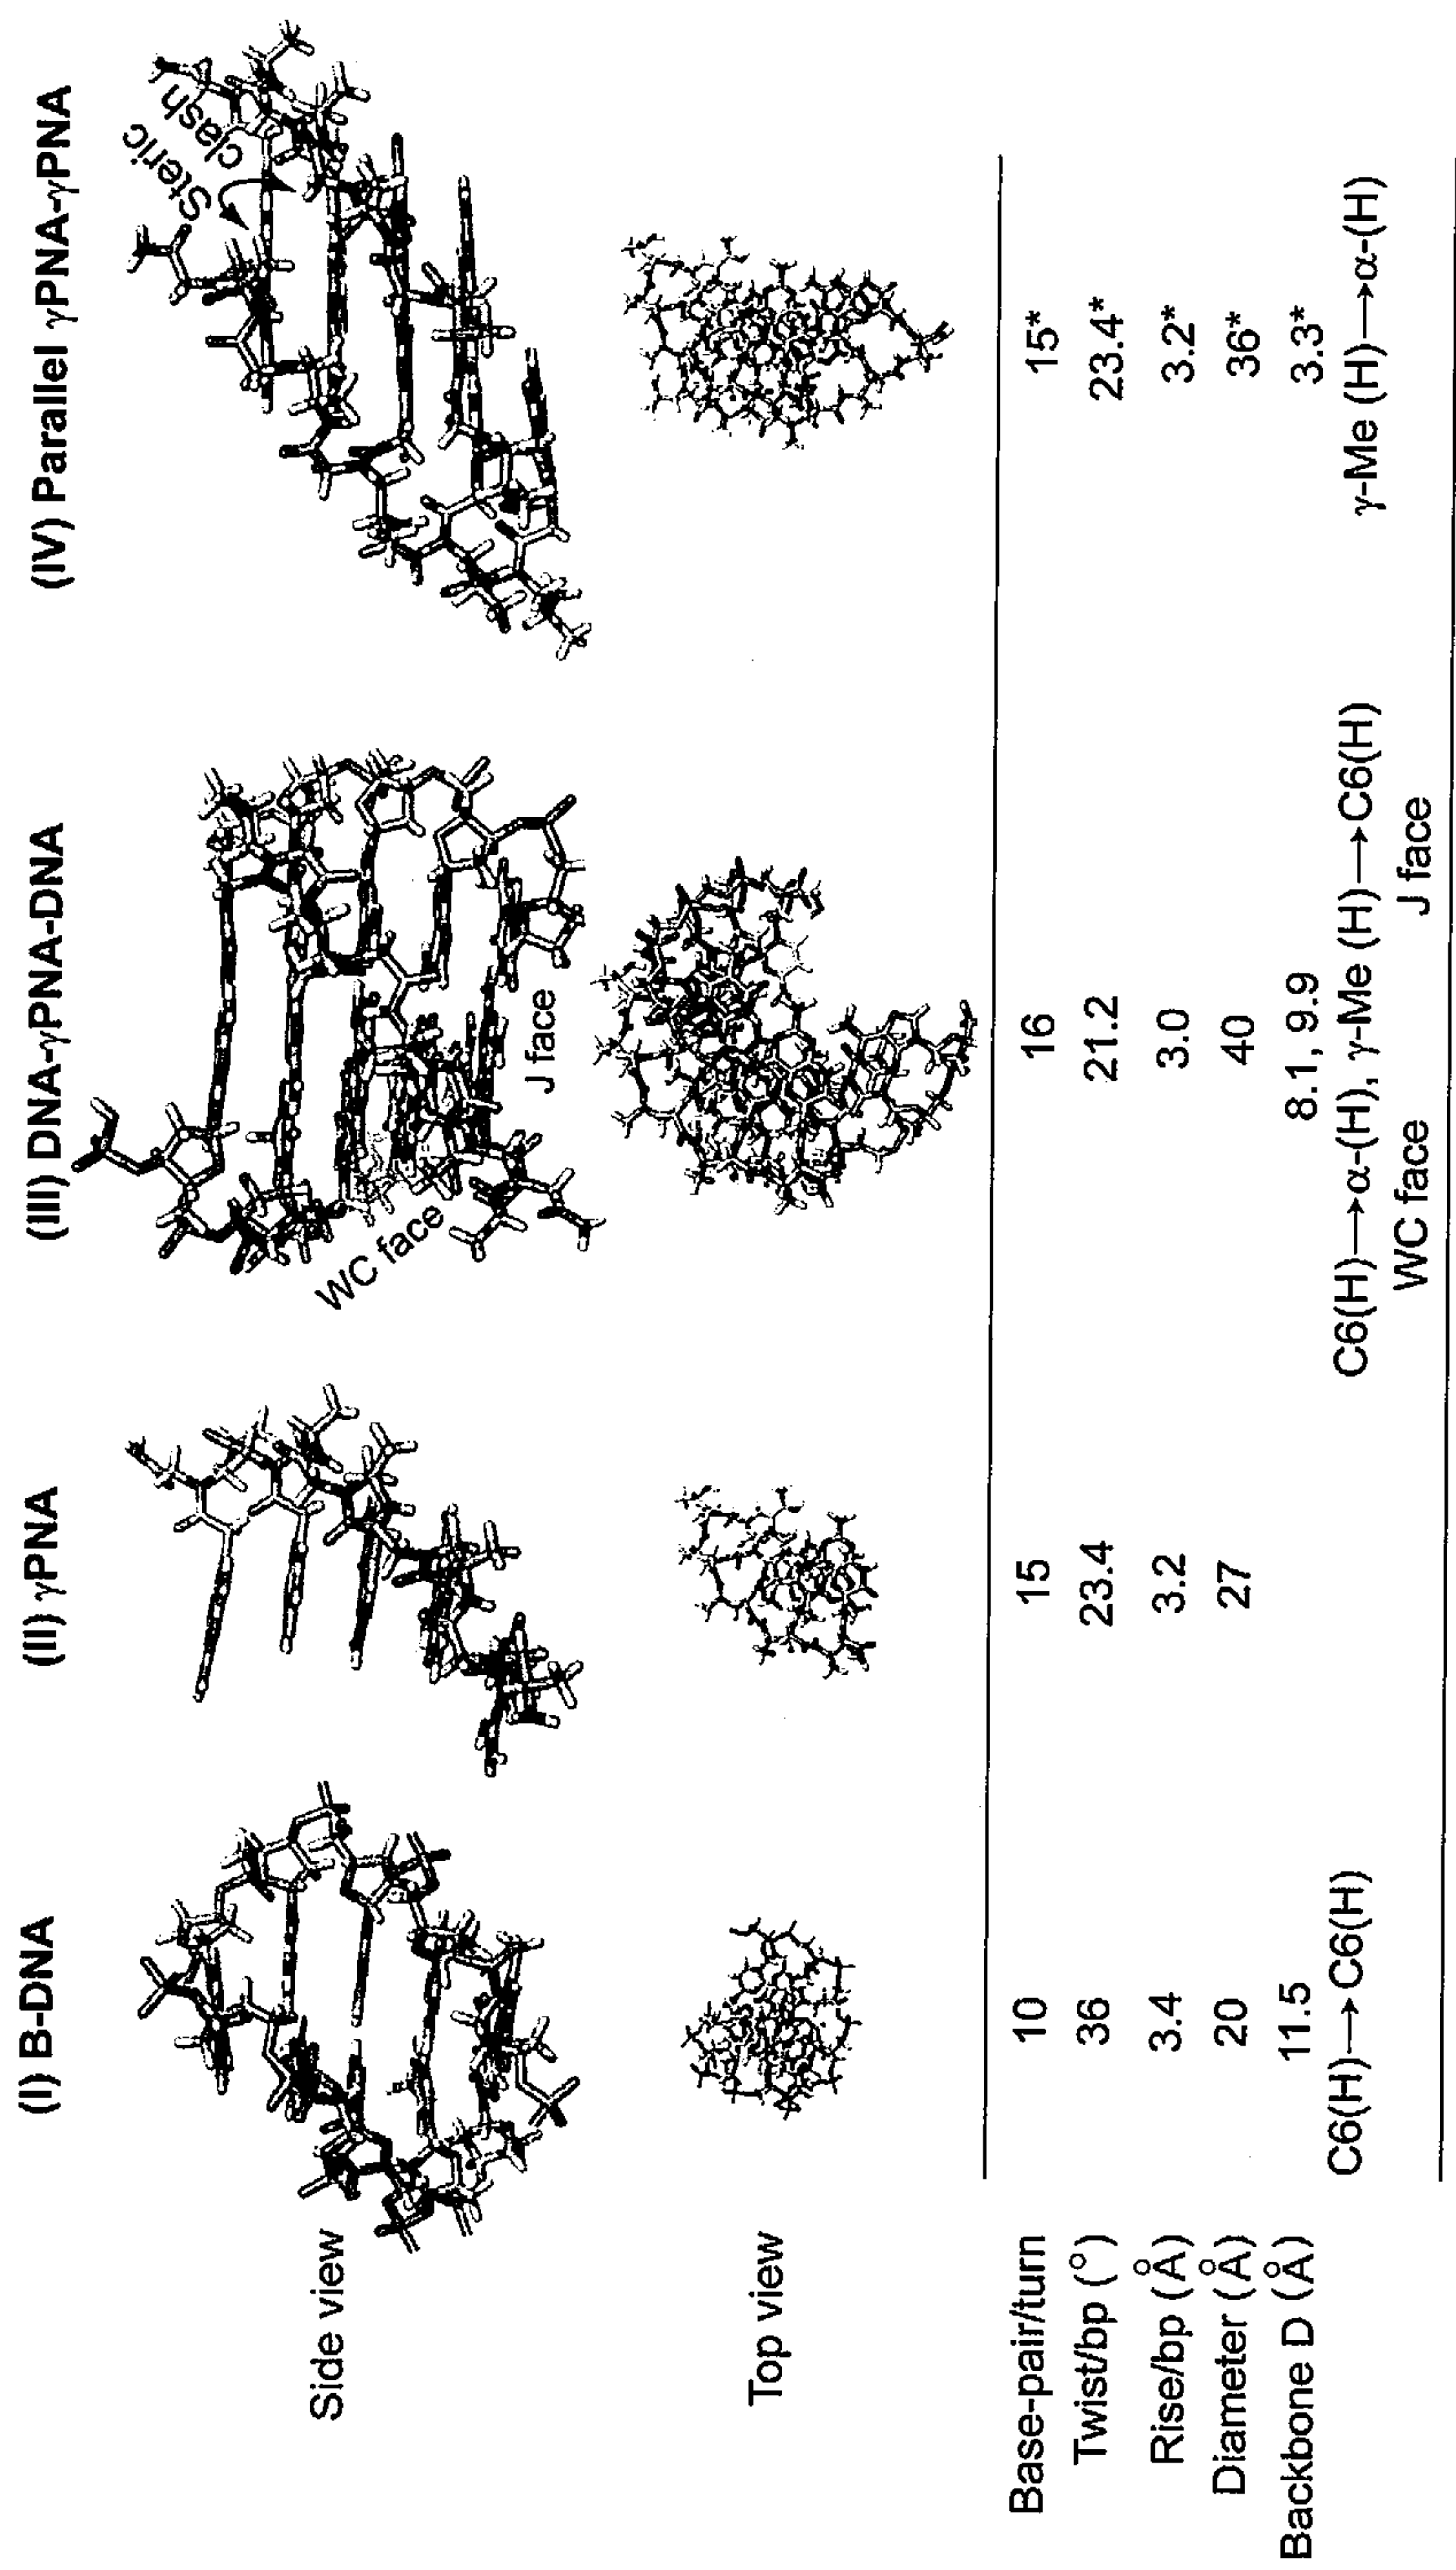 (I) B-DNA
(II) γPNA
(III) DNA-γPNA-DNA
(IV) Parallel γPNA-γPNA
Side view
WC face
J face
Steric
clash
Top view
Base-pair/turn 10 15 16 15*
Twist/bp (°) 36 23.4 21.2 23.4*
Rise/bp (Å) 3.4 3.2 3.0 3.2*
Diameter (Å) 20 27 40 36*
Backbone D (Å) 11.5 8.1, 9.9 3.3*
C6(H)→C6(H) C6(H)→α-(H), γ-Me (H)→C6(H) γ-Me (H)→α-(H)
WC face J face